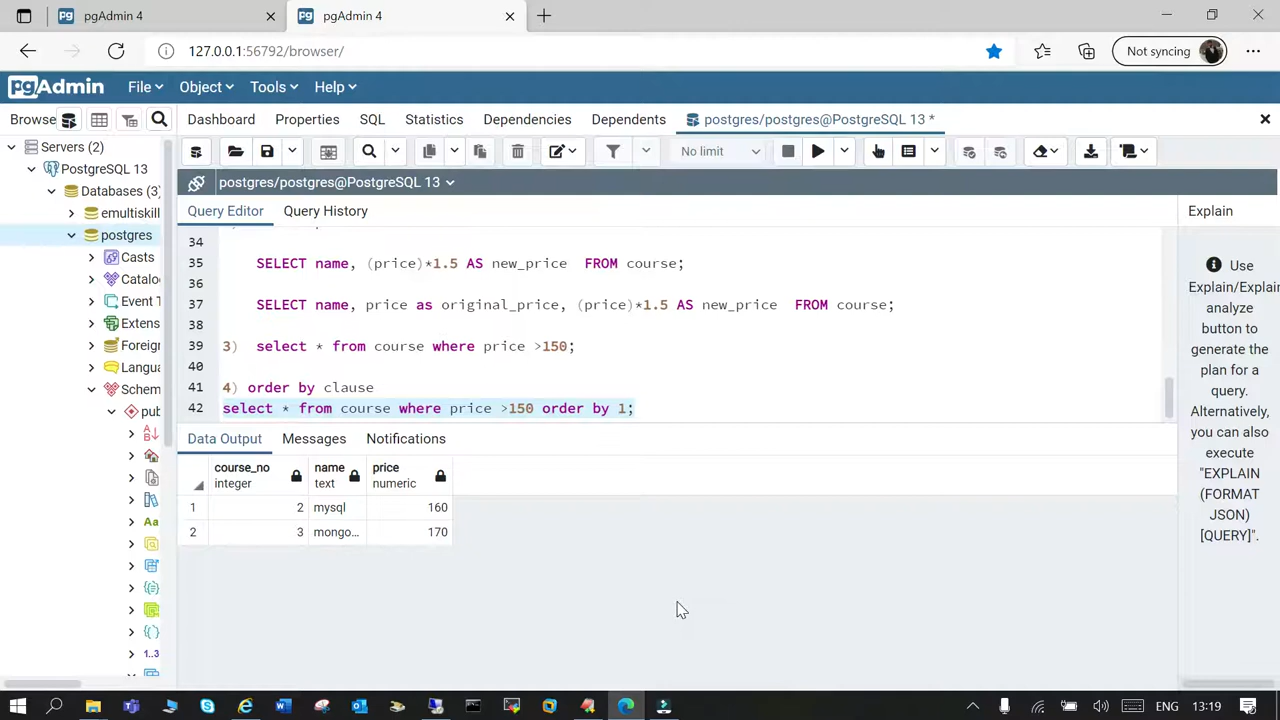 pgAdmin 4
pgAdmin 4
127.0.0.1:56792/browser/
Not syncing
pgAdmin
File
Object
Tools
Help
Browse
Dashboard
Properties
SQL
Statistics
Dependencies
Dependents
postgres/postgres@PostgreSQL 13 *
No limit
postgres/postgres@PostgreSQL 13
Servers (2)
PostgreSQL 13
Databases (3)
emultiskill
postgres
Casts
Catalo
Event T
Extens
Foreig
Langua
Schem
pub
Aa
1..3
Query Editor
Query History
34
35 SELECT name, (price)*1.5 AS new_price FROM course;
36
37 SELECT name, price as original_price, (price)*1.5 AS new_price FROM course;
38
39 3) select * from course where price >150;
40
41 4) order by clause
42 select * from course where price >150 order by 1;
Data Output
Messages
Notifications
course_no name price
integer text numeric
1 2 mysql 160
2 3 mongo... 170
Explain
Use
Explain/Explain
analyze
button to
generate the
plan for a
query.
Alternatively,
you can also
execute
"EXPLAIN
(FORMAT
JSON)
[QUERY]".
ENG
13:19